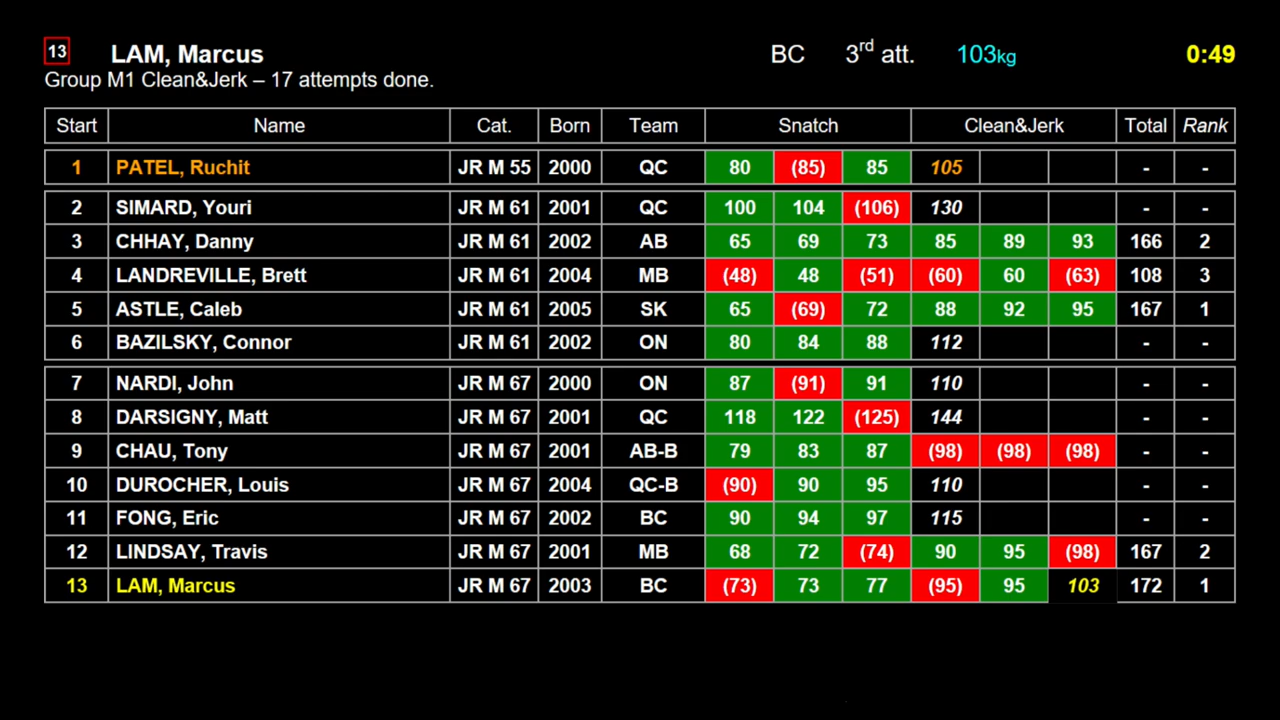 13 LAM, Marcus BC 3rd att. 103kg 0:49
Group M1 Clean&Jerk – 17 attempts done.
Start Name Cat. Born Team Snatch Clean&Jerk Total Rank
1 PATEL, Ruchit JR M 55 2000 QC 80 (85) 85 105 - -
2 SIMARD, Youri JR M 61 2001 QC 100 104 (106) 130 - -
3 CHHAY, Danny JR M 61 2002 AB 65 69 73 85 89 93 166 2
4 LANDREVILLE, Brett JR M 61 2004 MB (48) 48 (51) (60) 60 (63) 108 3
5 ASTLE, Caleb JR M 61 2005 SK 65 (69) 72 88 92 95 167 1
6 BAZILSKY, Connor JR M 61 2002 ON 80 84 88 112 - -
7 NARDI, John JR M 67 2000 ON 87 (91) 91 110 - -
8 DARSIGNY, Matt JR M 67 2001 QC 118 122 (125) 144 - -
9 CHAU, Tony JR M 67 2001 AB-B 79 83 87 (98) (98) (98) - -
10 DUROCHER, Louis JR M 67 2004 QC-B (90) 90 95 110 - -
11 FONG, Eric JR M 67 2002 BC 90 94 97 115 - -
12 LINDSAY, Travis JR M 67 2001 MB 68 72 (74) 90 95 (98) 167 2
13 LAM, Marcus JR M 67 2003 BC (73) 73 77 (95) 95 103 172 1